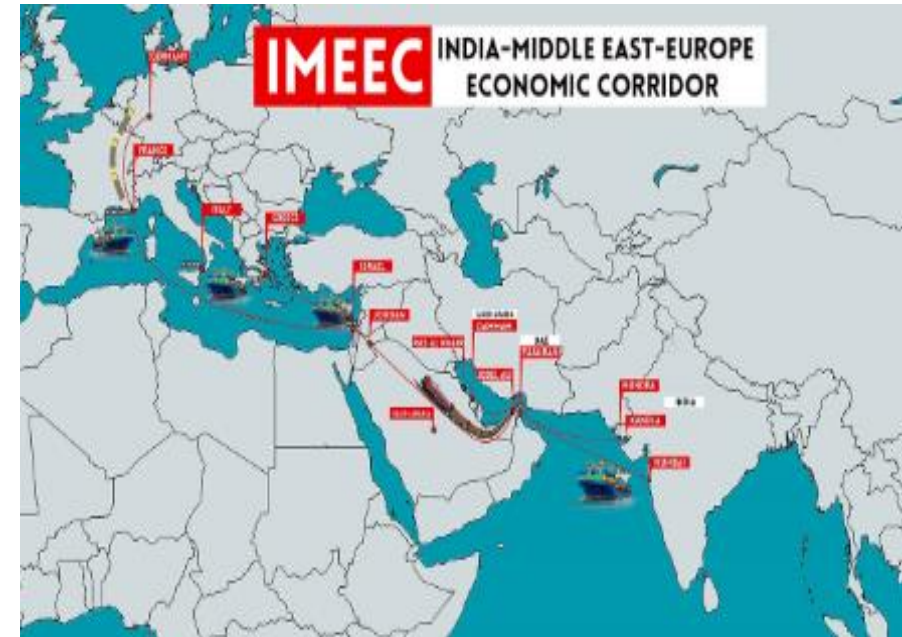 IMEEC
INDIA-MIDDLE EAST-EUROPE
ECONOMIC CORRIDOR
GERMANY
FRANCE
ITALY
GREECE
ISRAEL
JORDAN
SAUDI ARABIA
DAMMAM
UAE
JEBEL ALI
MUNDRA
INDIA
KANDLA
MUMBAI